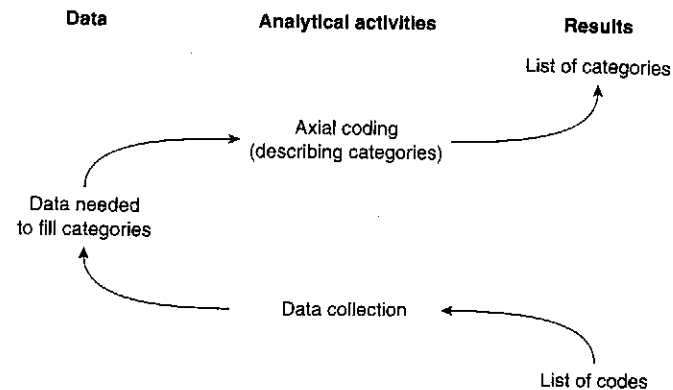 Data
Analytical activities
Results
List of categories
Axial coding
(describing categories)
Data needed
to fill categories
Data collection
List of codes